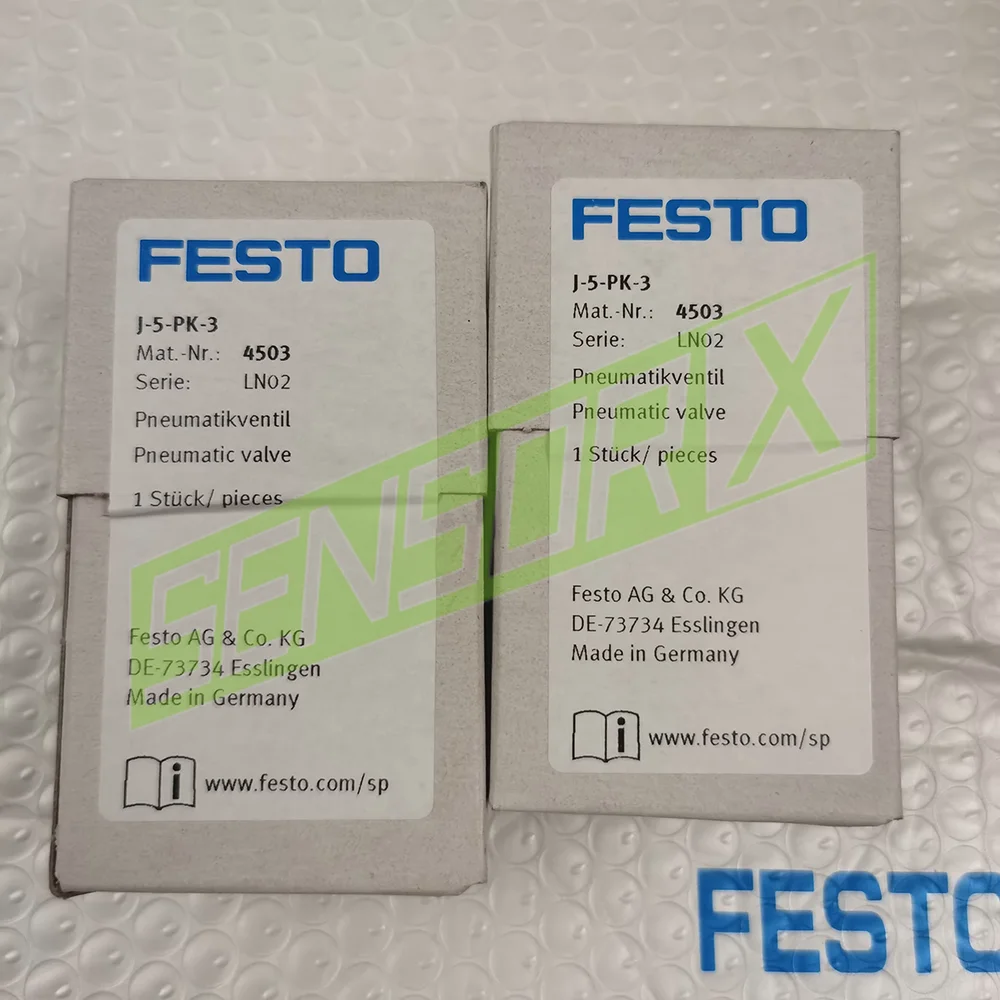 FESTO
J-5-PK-3
Mat.-Nr.: 4503
Serie: LN02
Pneumatikventil
Pneumatic valve
1 Stück/ pieces
Festo AG & Co. KG
DE-73734 Esslingen
Made in Germany
i www.festo.com/sp
FESTO
J-5-PK-3
Mat.-Nr.: 4503
Serie: LN02
Pneumatikventil
Pneumatic valve
1 Stück/ pieces
Festo AG & Co. KG
DE-73734 Esslingen
Made in Germany
i www.festo.com/sp
SENSORIX
FESTO